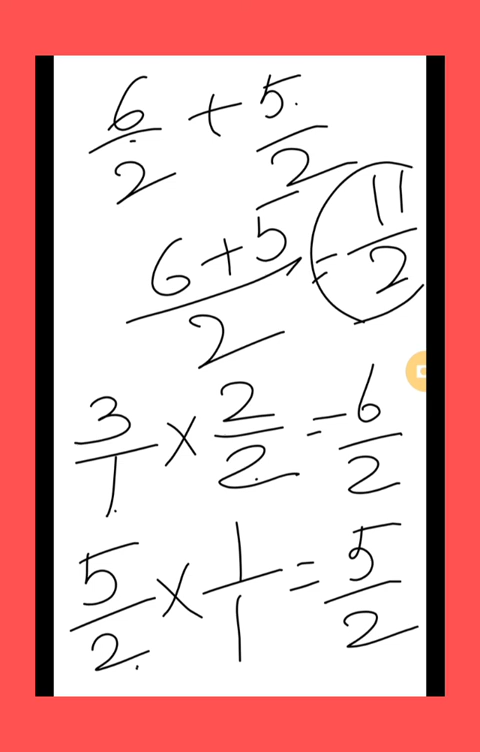 6/2 + 5/2
(6+5)/2 = 11/2
3/1 × 2/2 = 6/2
5/2 × 1/1 = 5/2